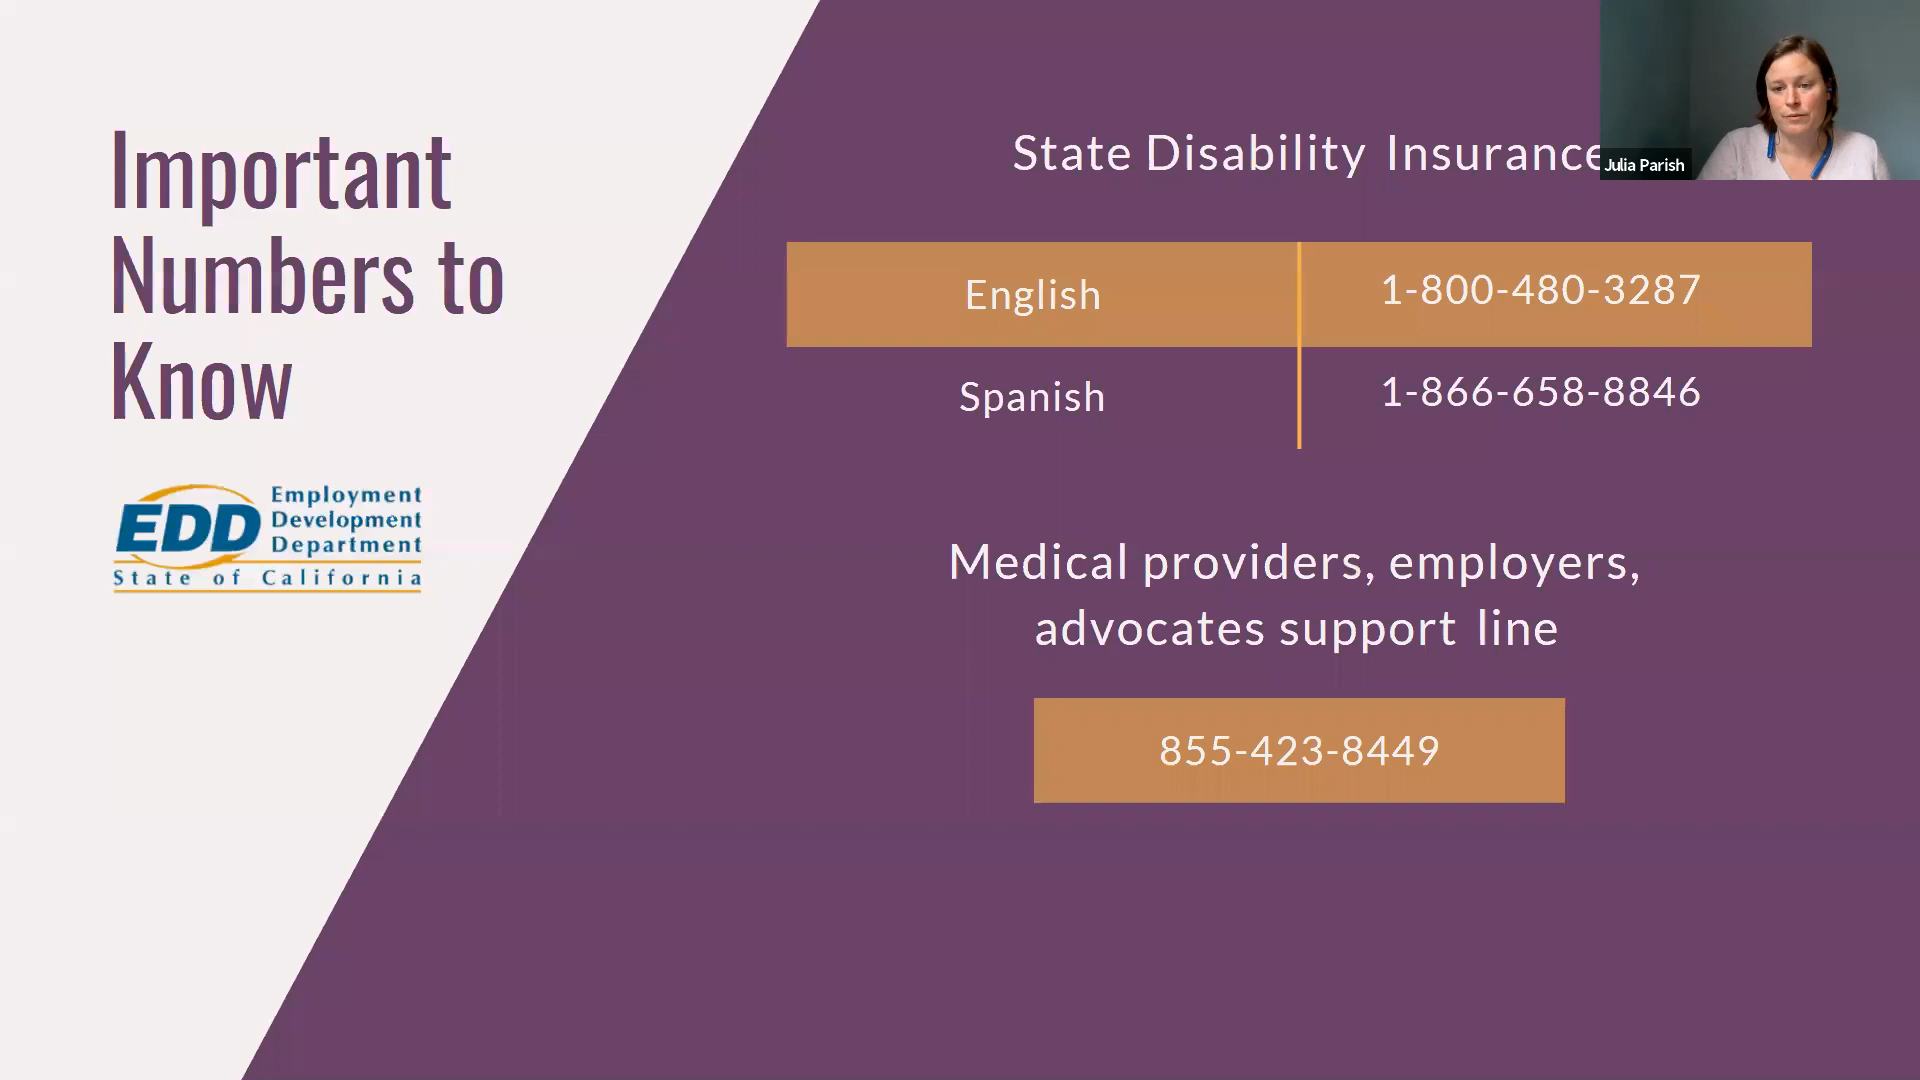 Important
Numbers to
Know
EDD
Employment
Development
Department
State of California
State Disability Insurance
Julia Parish
English 1-800-480-3287
Spanish 1-866-658-8846
Medical providers, employers,
advocates support line
855-423-8449